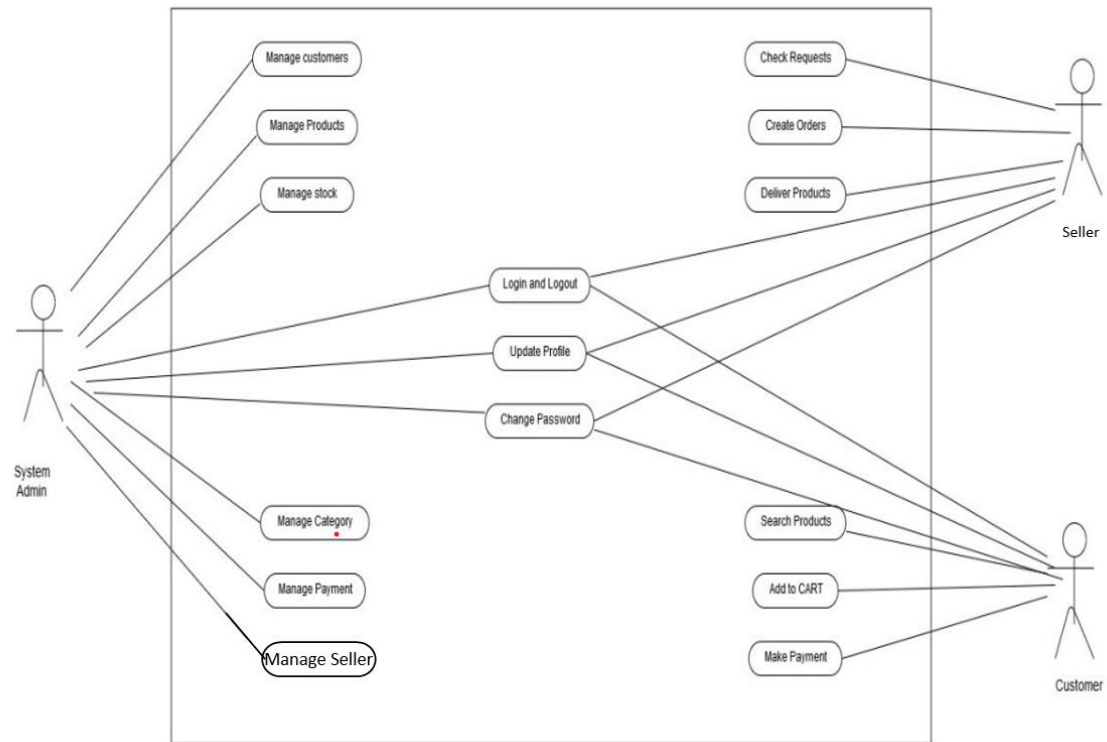 Manage customers
Check Requests
Manage Products
Create Orders
Manage stock
Deliver Products
Seller
Login and Logout
Update Profile
Change Password
System
Admin
Manage Category
Search Products
Manage Payment
Add to CART
Manage Seller
Make Payment
Customer